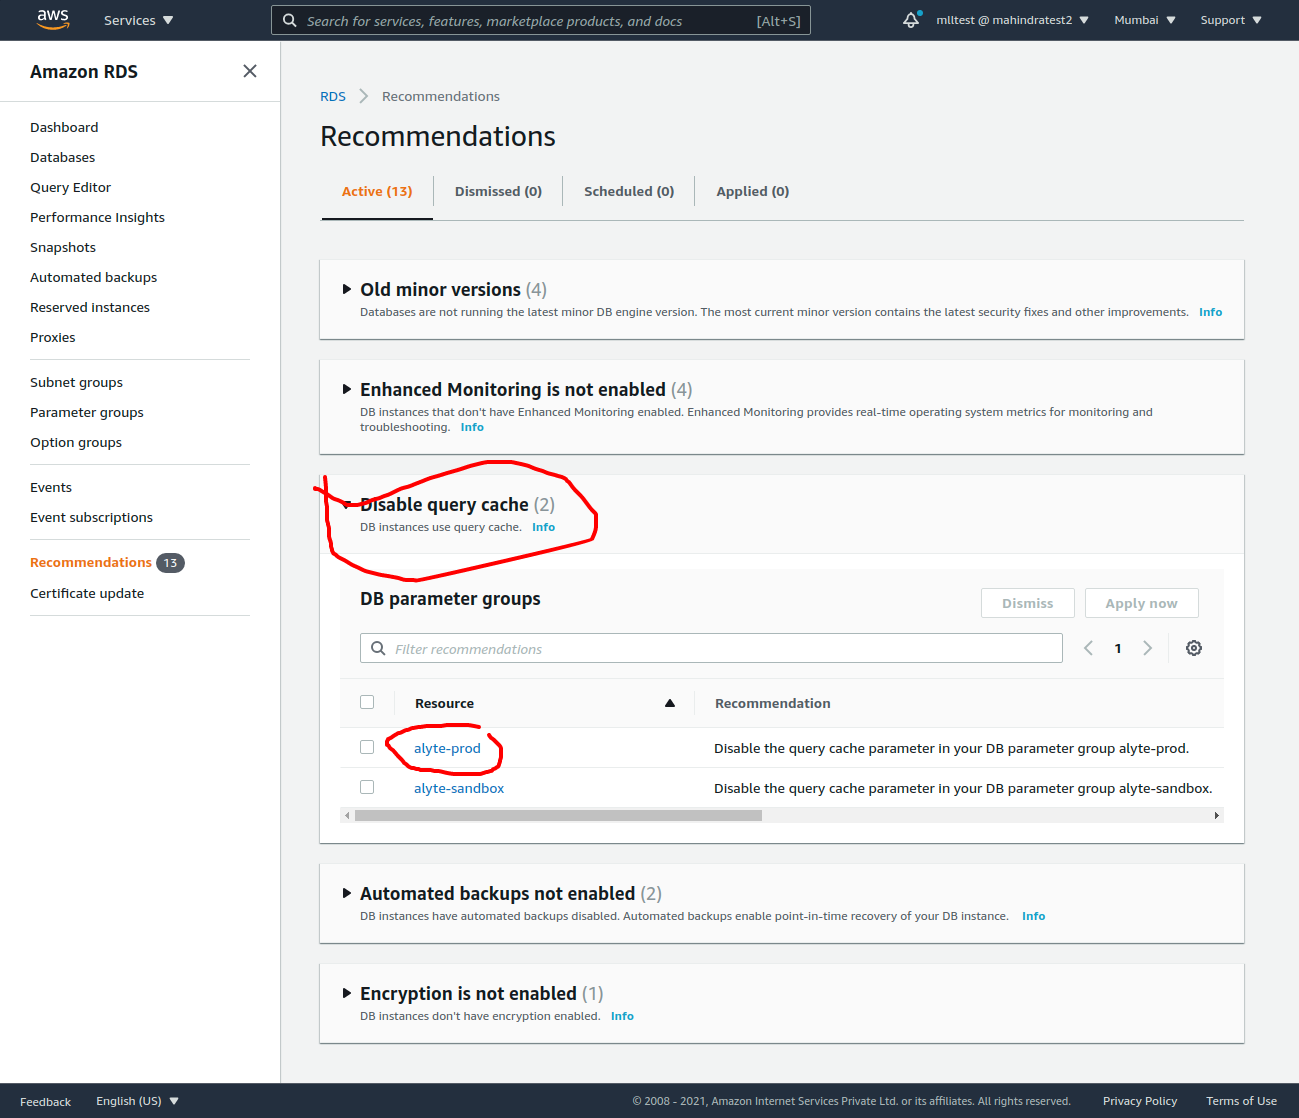 aws Services Search for services, features, marketplace products, and docs [Alt+S] mlltest @ mahindratest2 Mumbai Support
Amazon RDS
Dashboard
Databases
Query Editor
Performance Insights
Snapshots
Automated backups
Reserved instances
Proxies
Subnet groups
Parameter groups
Option groups
Events
Event subscriptions
Recommendations 13
Certificate update
RDS Recommendations
Recommendations
Active (13) Dismissed (0) Scheduled (0) Applied (0)
Old minor versions (4)
Databases are not running the latest minor DB engine version. The most current minor version contains the latest security fixes and other improvements. Info
Enhanced Monitoring is not enabled (4)
DB instances that don't have Enhanced Monitoring enabled. Enhanced Monitoring provides real-time operating system metrics for monitoring and
troubleshooting. Info
Disable query cache (2)
DB instances use query cache. Info
DB parameter groups Dismiss Apply now
Filter recommendations 1
Resource Recommendation
alyte-prod Disable the query cache parameter in your DB parameter group alyte-prod.
alyte-sandbox Disable the query cache parameter in your DB parameter group alyte-sandbox.
Automated backups not enabled (2)
DB instances have automated backups disabled. Automated backups enable point-in-time recovery of your DB instance. Info
Encryption is not enabled (1)
DB instances don't have encryption enabled. Info
Feedback English (US) © 2008 - 2021, Amazon Internet Services Private Ltd. or its affiliates. All rights reserved. Privacy Policy Terms of Use